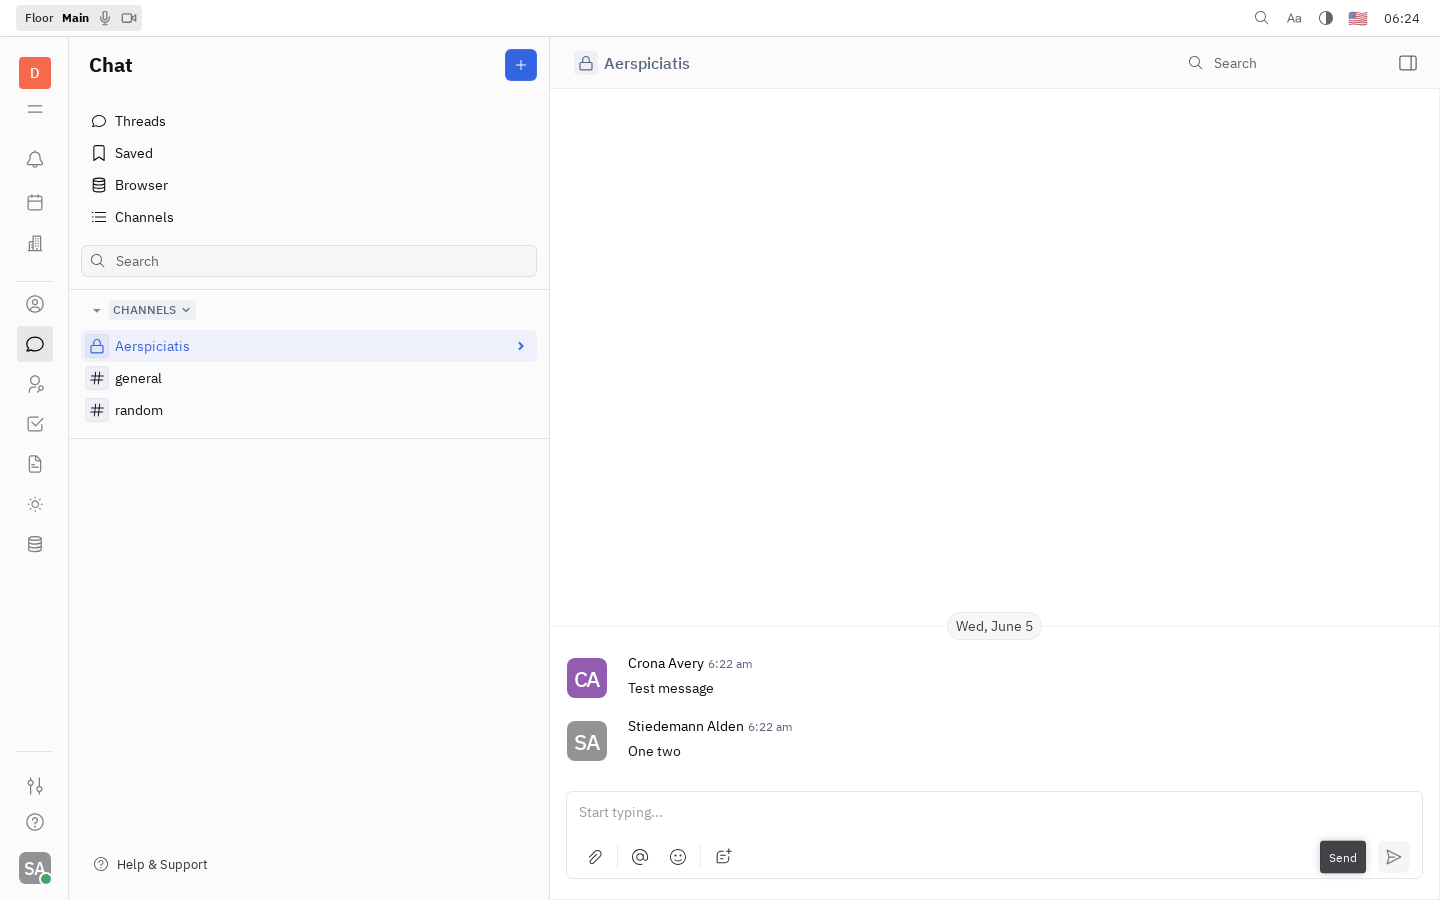 Floor Main
Aa
06:24
D
Chat
Threads
Saved
Browser
Channels
Search
CHANNELS
Aerspiciatis
general
random
Help & Support
SA
Aerspiciatis
Search
Wed, June 5
CA
Crona Avery 6:22 am
Test message
SA
Stiedemann Alden 6:22 am
One two
Start typing...
Send